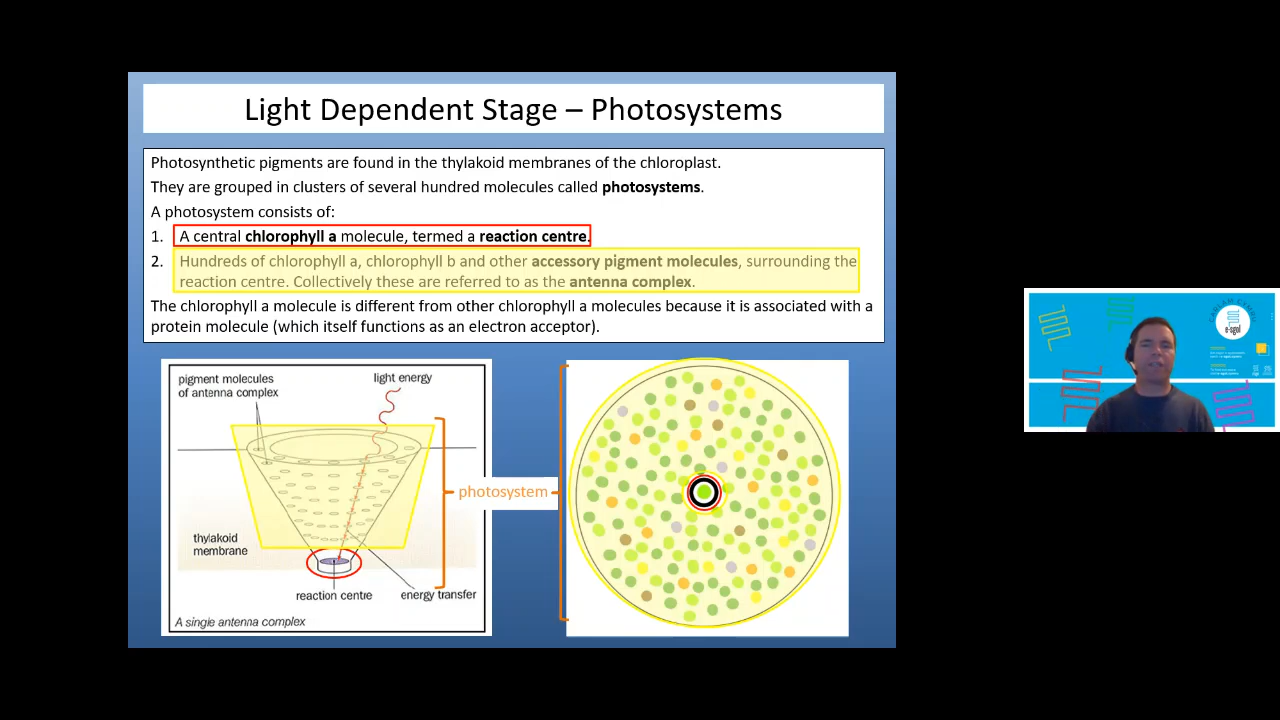 Light Dependent Stage – Photosystems
Photosynthetic pigments are found in the thylakoid membranes of the chloroplast.
They are grouped in clusters of several hundred molecules called photosystems.
A photosystem consists of:
1. A central chlorophyll a molecule, termed a reaction centre.
2. Hundreds of chlorophyll a, chlorophyll b and other accessory pigment molecules, surrounding the
reaction centre. Collectively these are referred to as the antenna complex.
The chlorophyll a molecule is different from other chlorophyll a molecules because it is associated with a
protein molecule (which itself functions as an electron acceptor).
pigment molecules
of antenna complex
light energy
thylakoid
membrane
reaction centre
energy transfer
A single antenna complex
photosystem
e-sgol